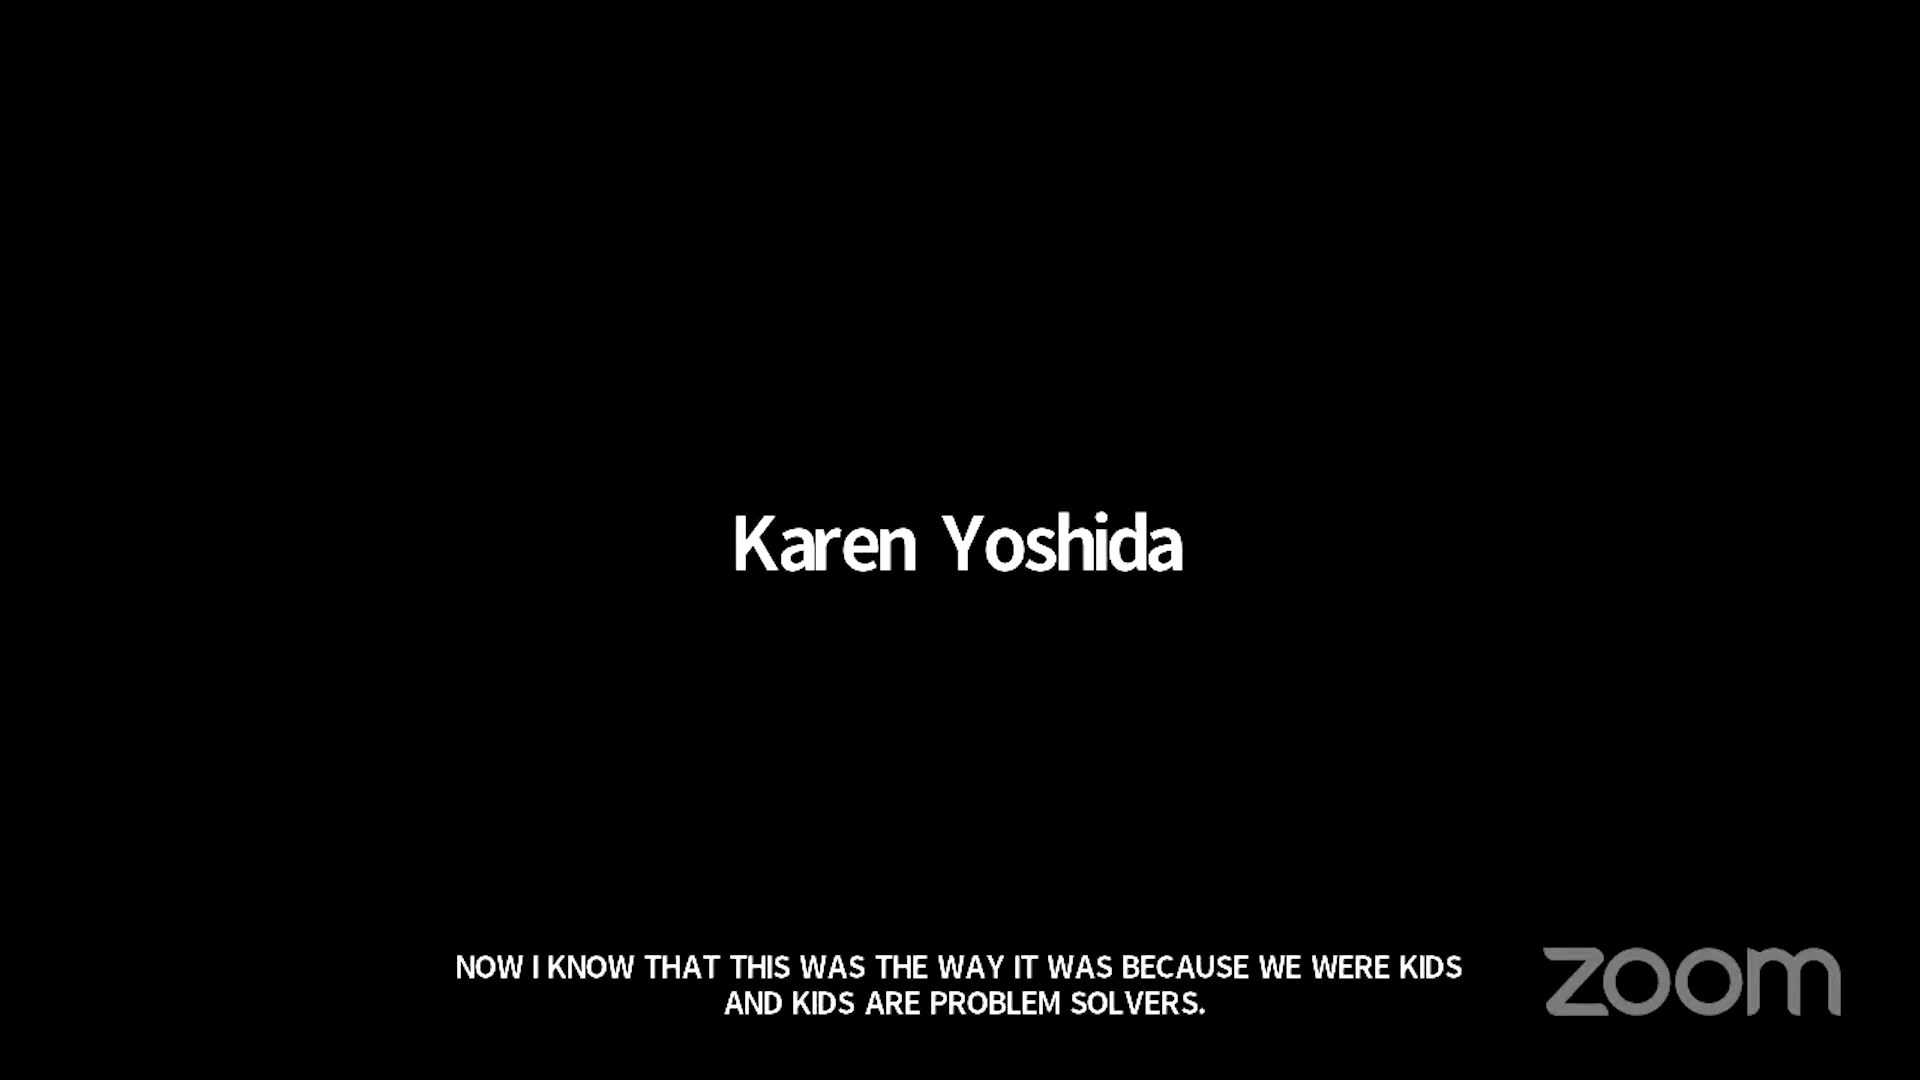 Karen Yoshida
NOW I KNOW THAT THIS WAS THE WAY IT WAS BECAUSE WE WERE KIDS
AND KIDS ARE PROBLEM SOLVERS.
zoom